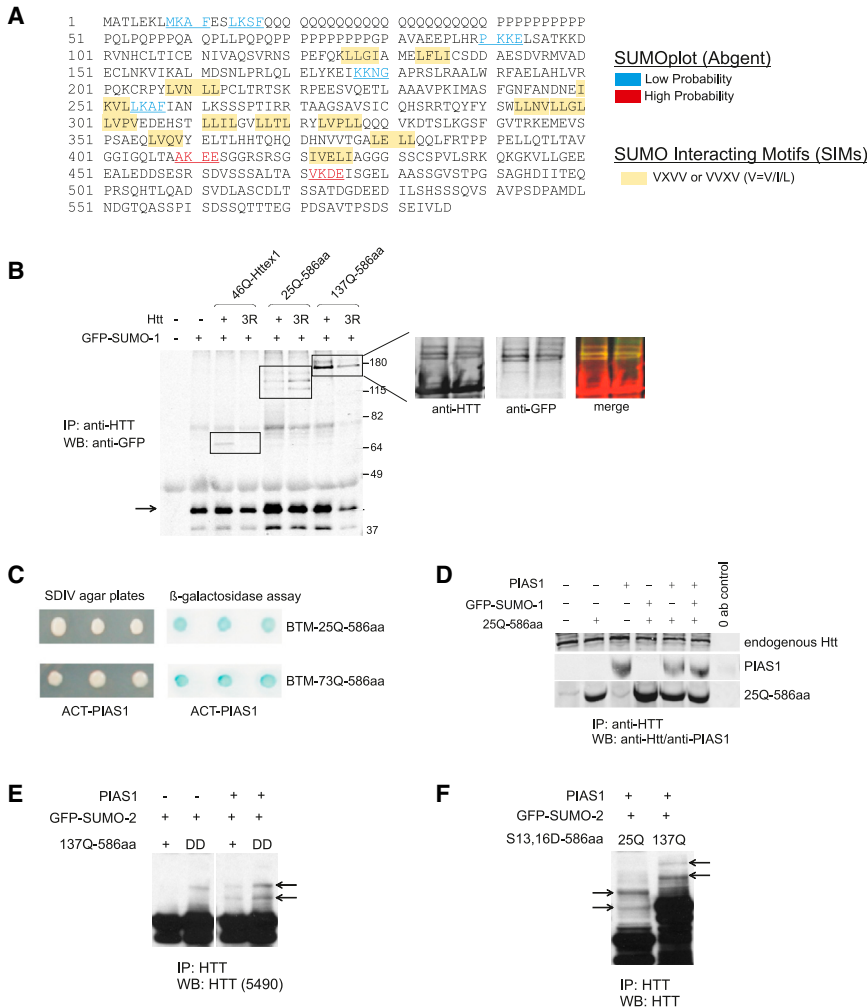 A
1 MATLEKLMKA FESLKSFQQQ QQQQQQQQQQ QQQQQQQQQQ PPPPPPPPPP
51 PQLPQPPPQA QPLLPQPQPP PPPPPPPPGP AVAEEPLHRP KKELSATKKD
101 RVNHCLTICE NIVAQSVRNS PEFQKLLGIA MELFLICSDD AESDVRMVAD
151 ECLNKVIKAL MDSNLPRLQL ELYKEIKKNG APRSLRAALW RFAELAHLVR
201 PQKCRPYLVN LLPCLTRTSK RPEESVQETL AAAVPKIMAS FGNFANDNEI
251 KVLLKAFIAN LKSSSPTIRR TAAGSAVSIC QHSRRTQYFY SWLLNVLLGL
301 LVPVEDEHST LLILGVLLTL RYLVPLLQQQ VKDTSLKGSF GVTRKEMEVS
351 PSAEQLVQVY ELTLHHTQHQ DHNVVTGALE LLQQLFRTPP PELLQTLTAV
401 GGIGQLTAAK EESGGRSRSG SIVELIAGGG SSCSPVLSRK QKGKVLLGEE
451 EALEDDSESR SDVSSSALTA SVKDEISGEL AASSGVSTPG SAGHDIITEQ
501 PRSQHTLQAD SVDLASCDLT SSATDGDEED ILSHSSSQVS AVPSDPAMDL
551 NDGTQASSPI SDSSQTTTEG PDSAVTPSDS SEIVLD
SUMOplot (Abgent)
Low Probability
High Probability
SUMO Interacting Motifs (SIMs)
VXVV or VVXV (V=V/I/L)
B
46Q-Httex1 25Q-586aa 137Q-586aa
Htt - - + 3R + 3R + 3R
GFP-SUMO-1 - + + + + + + +
180
115
82
64
49
37
IP: anti-HTT
WB: anti-GFP
anti-HTT anti-GFP merge
C
SDIV agar plates ß-galactosidase assay
BTM-25Q-586aa
BTM-73Q-586aa
ACT-PIAS1 ACT-PIAS1
D
PIAS1 - - + - + +
GFP-SUMO-1 - - - + - +
25Q-586aa - + - + + +
0 ab control
endogenous Htt
PIAS1
25Q-586aa
IP: anti-HTT
WB: anti-Htt/anti-PIAS1
E
PIAS1 - - + +
GFP-SUMO-2 + + + +
137Q-586aa + DD + DD
IP: HTT
WB: HTT (5490)
F
PIAS1 + +
GFP-SUMO-2 + +
S13,16D-586aa 25Q 137Q
IP: HTT
WB: HTT